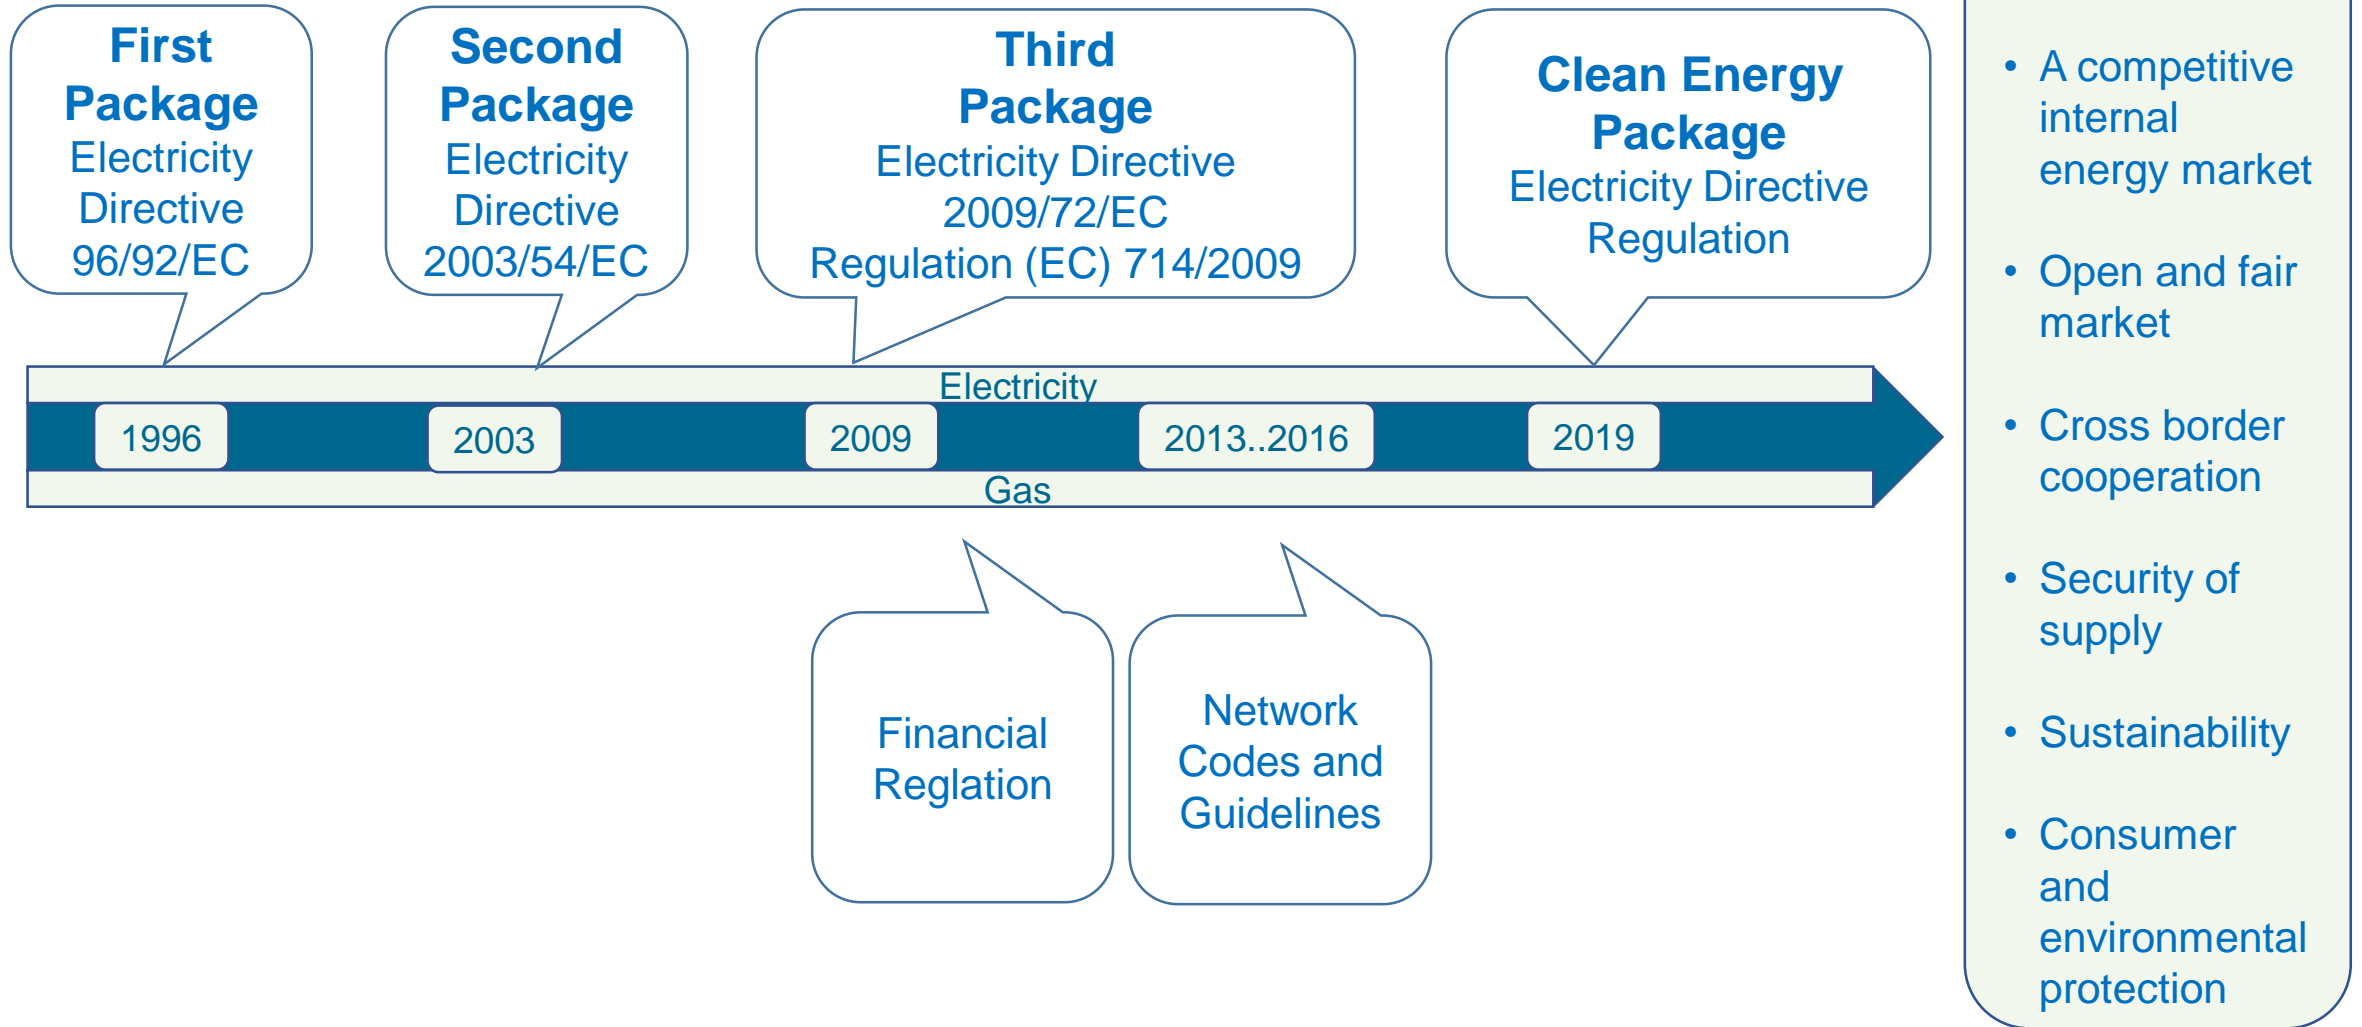 First
Package
Electricity
Directive
96/92/EC
Second
Package
Electricity
Directive
2003/54/EC
Third
Package
Electricity Directive
2009/72/EC
Regulation (EC) 714/2009
Clean Energy
Package
Electricity Directive
Regulation
Electricity
1996
2003
2009
2013..2016
2019
Gas
Financial
Reglation
Network
Codes and
Guidelines
• A competitive
internal
energy market
• Open and fair
market
• Cross border
cooperation
• Security of
supply
• Sustainability
• Consumer
and
environmental
protection